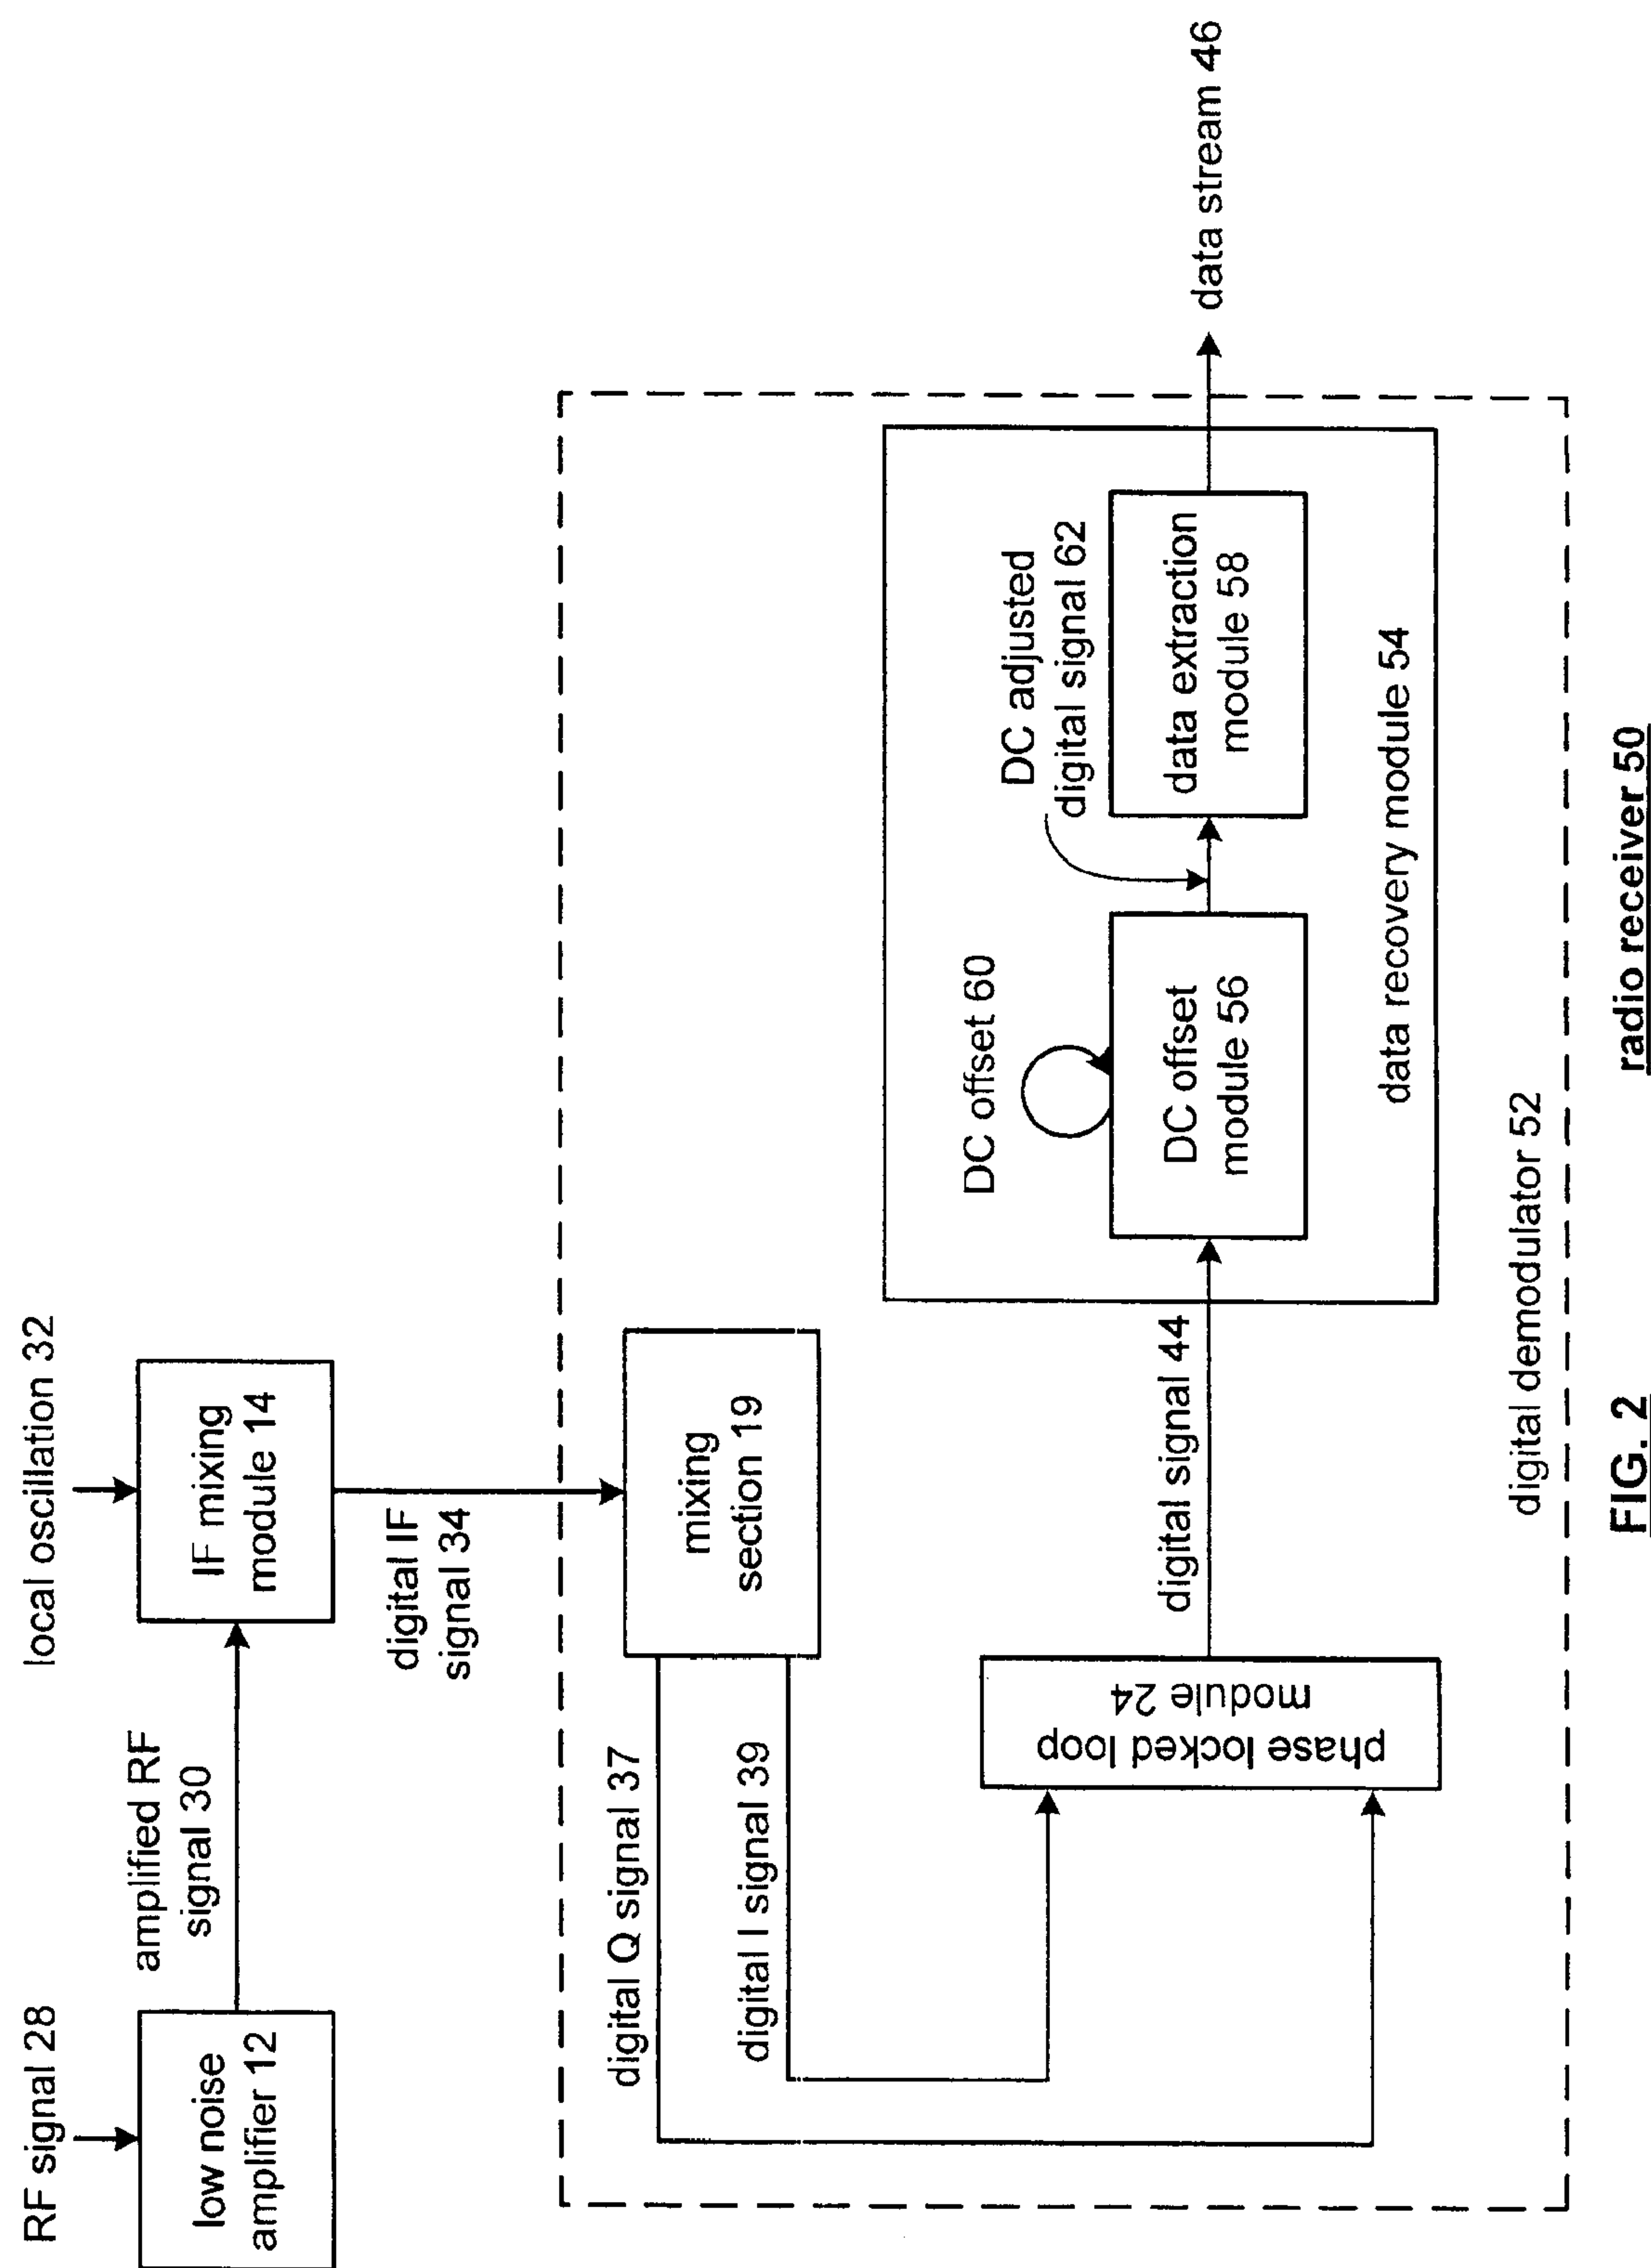 RF signal 28
low noise
amplifier 12
amplified RF
signal 30
local oscillation 32
IF mixing
module 14
digital IF
signal 34
digital Q signal 37
digital I signal 39
mixing
section 19
phase locked loop
module 24
digital signal 44
DC offset 60
DC offset
module 56
DC adjusted
digital signal 62
data extraction
module 58
data recovery module 54
data stream 46
digital demodulator 52
FIG. 2
radio receiver 50